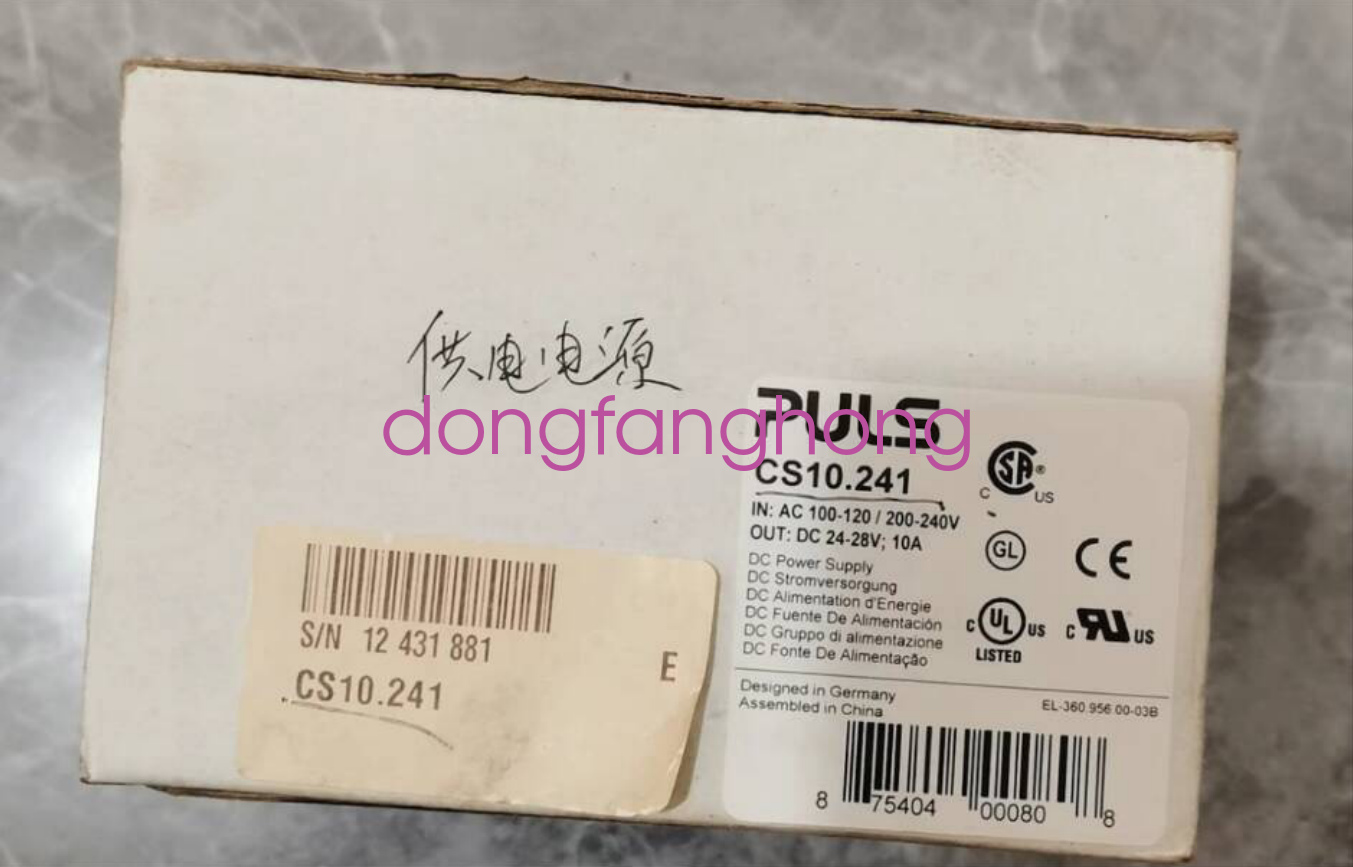 供电电源
dongfanghong
PULS
CS10.241
IN: AC 100-120 / 200-240V
OUT: DC 24-28V; 10A
DC Power Supply
DC Stromversorgung
DC Alimentation d'Energie
DC Fuente De Alimentación
DC Gruppo di alimentazione
DC Fonte De Alimentação
C SA ® US
GL
CE
C UL US
LISTED
C RU US
Designed in Germany
Assembled in China
EL-360.956.00-03B
8 75404 00080 8
S/N 12 431 881
CS10.241
E